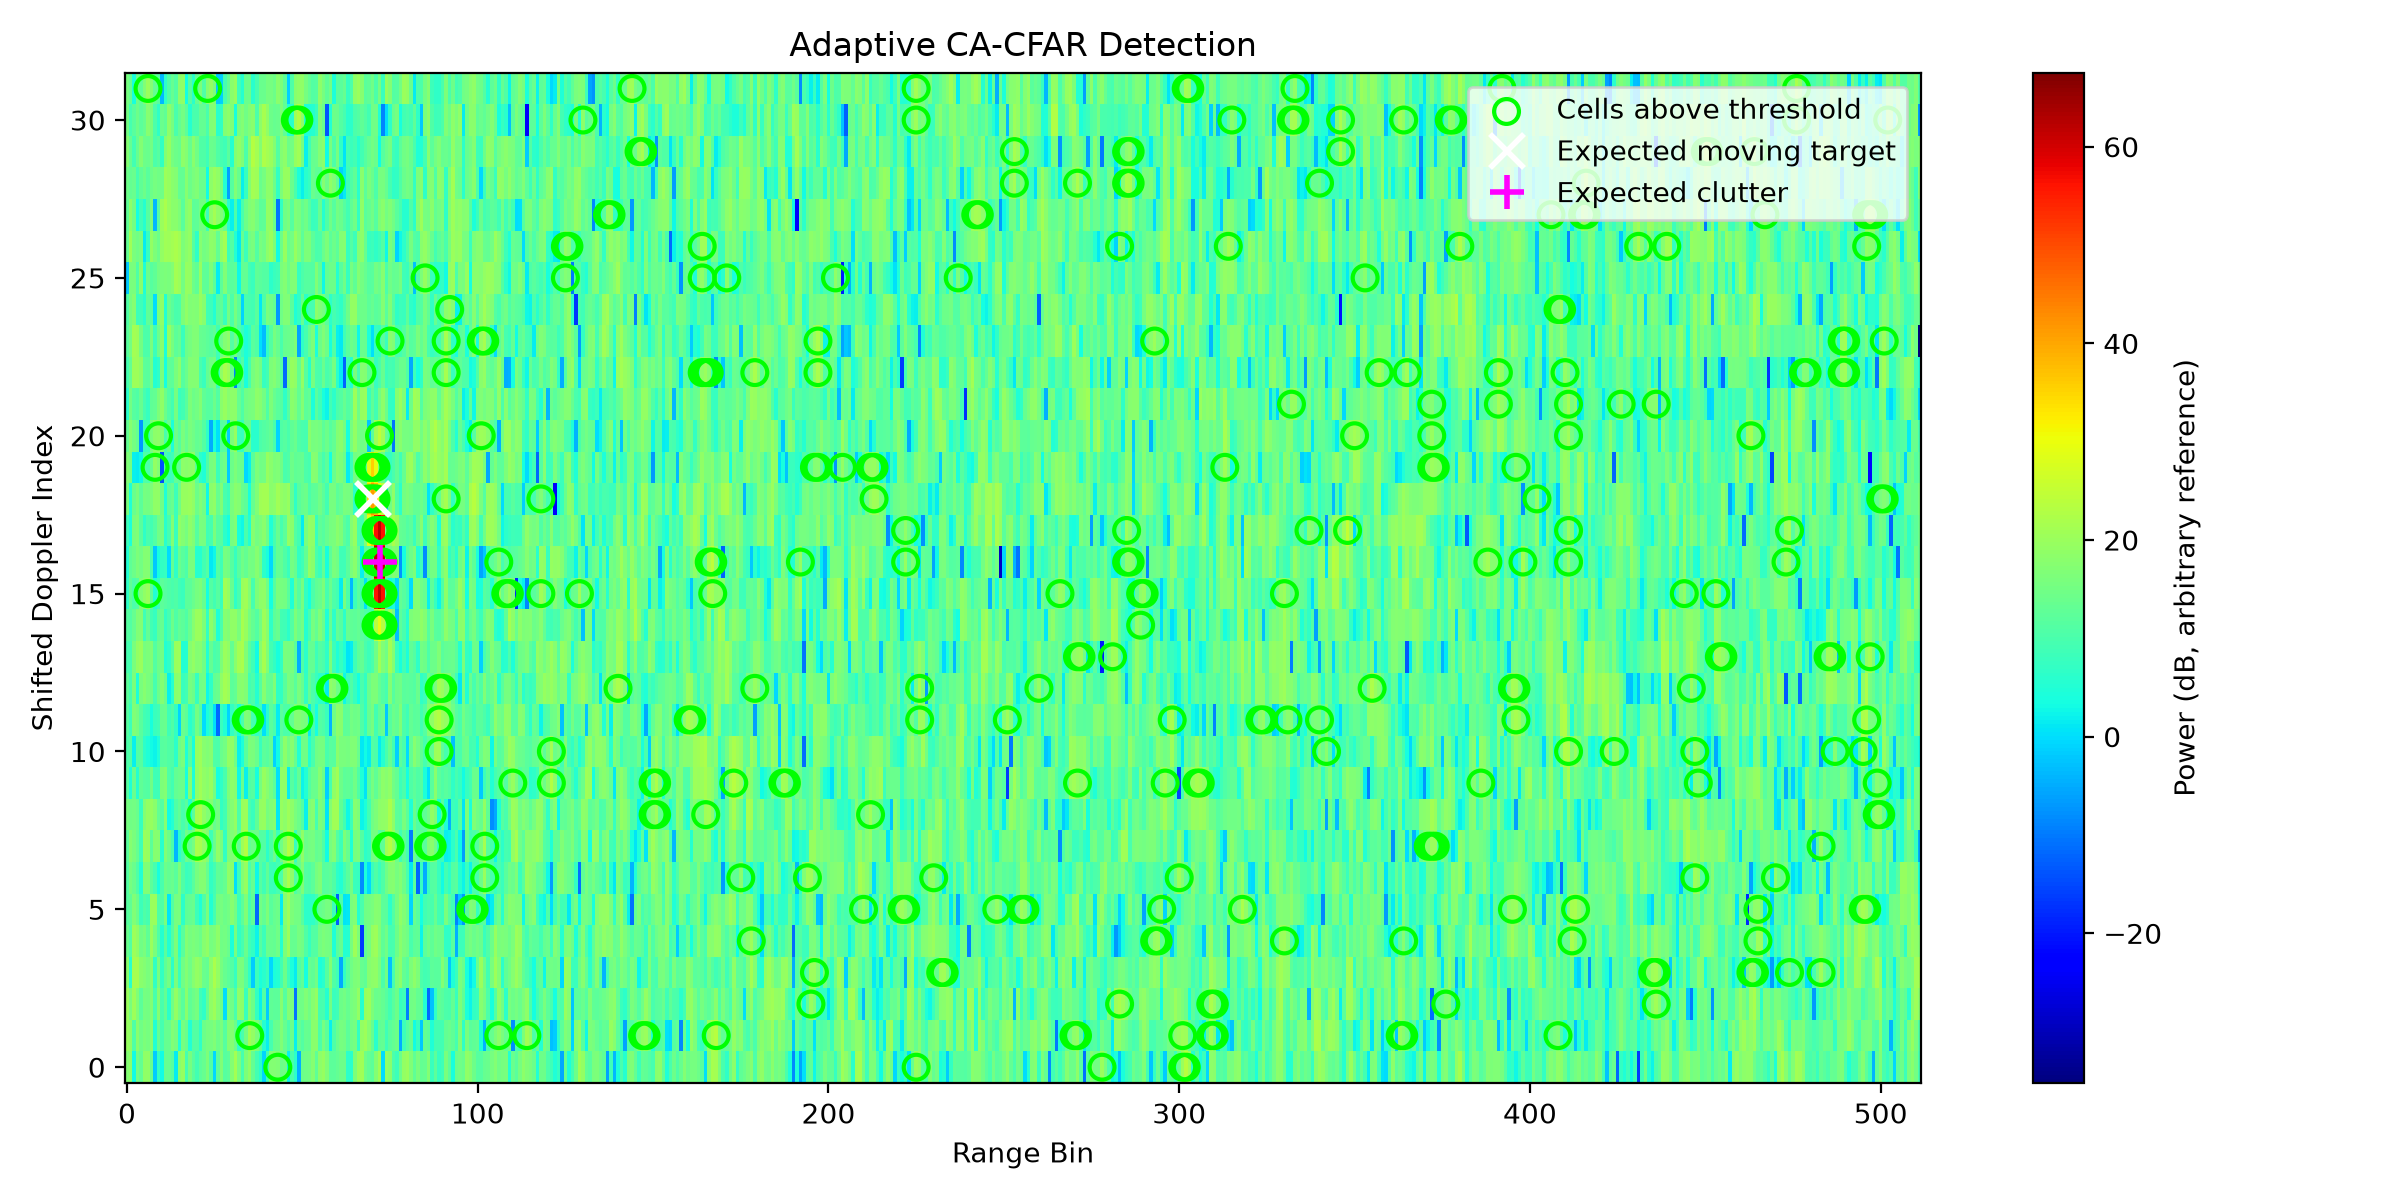 Adaptive CA-CFAR Detection
Cells above threshold
Expected moving target
Expected clutter
30
25
20
15
10
5
0
Shifted Doppler Index
0 100 200 300 400 500
Range Bin
60
40
20
0
−20
Power (dB, arbitrary reference)